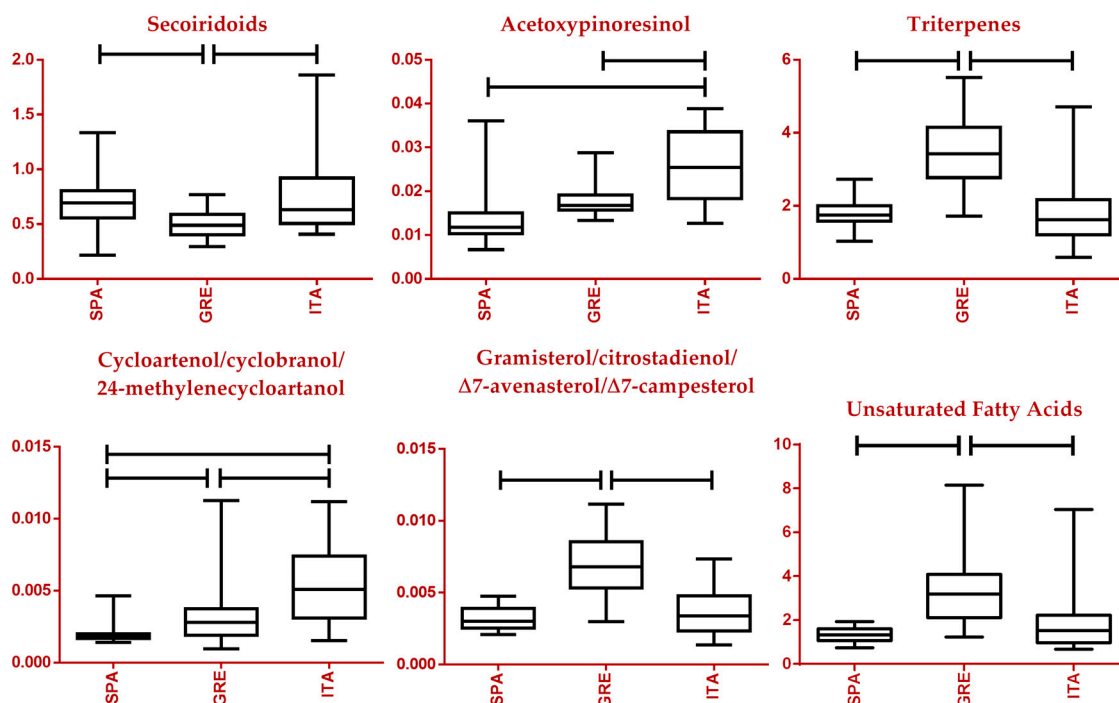 Secoiridoids
2.0
1.5
1.0
0.5
0.0
SPA
GRE
ITA
Acetoxypinoresinol
0.05
0.04
0.03
0.02
0.01
0.00
SPA
GRE
ITA
Triterpenes
6
4
2
0
SPA
GRE
ITA
Cycloartenol/cyclobranol/
24-methylenecycloartanol
0.015
0.010
0.005
0.000
SPA
GRE
ITA
Gramisterol/citrostadienol/
Δ7-avenasterol/Δ7-campesterol
0.015
0.010
0.005
0.000
SPA
GRE
ITA
Unsaturated Fatty Acids
10
8
6
4
2
0
SPA
GRE
ITA